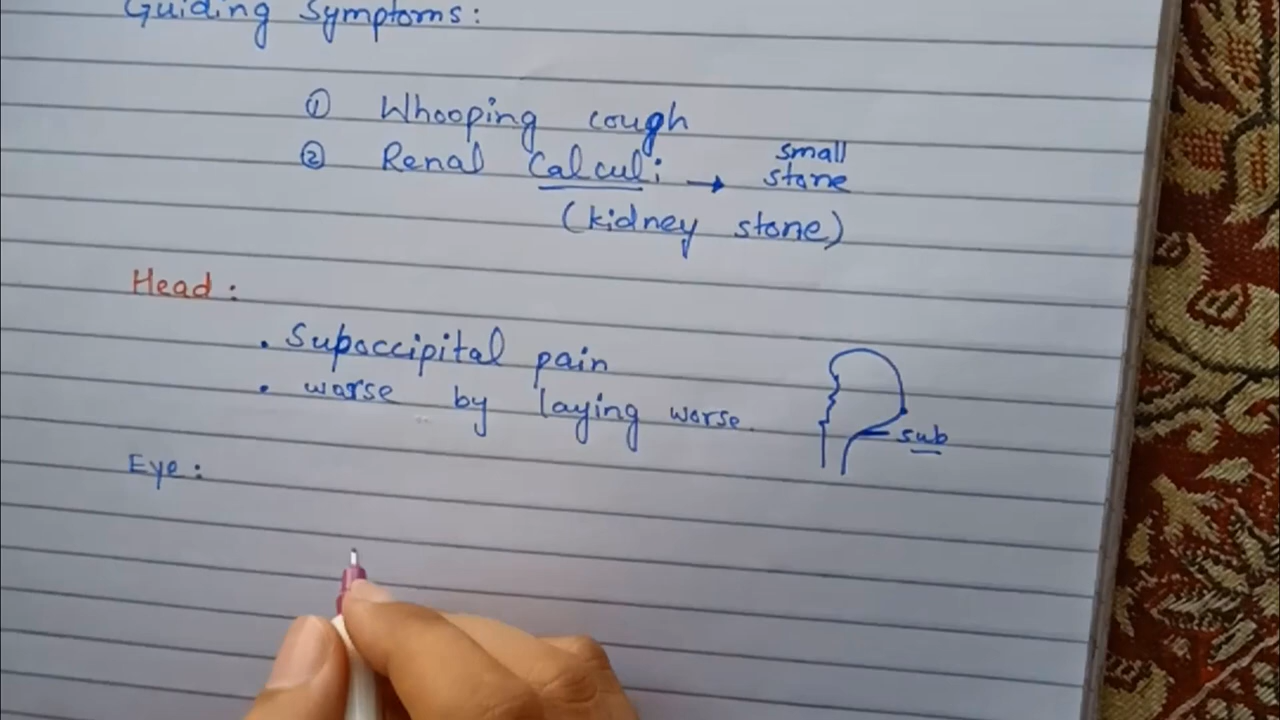 Guiding Symptoms:
① Whooping cough
② Renal Calculi → small stone
(kidney stone)
Head:
. Suboccipital pain
• worse by laying worse.
sub
Eye: